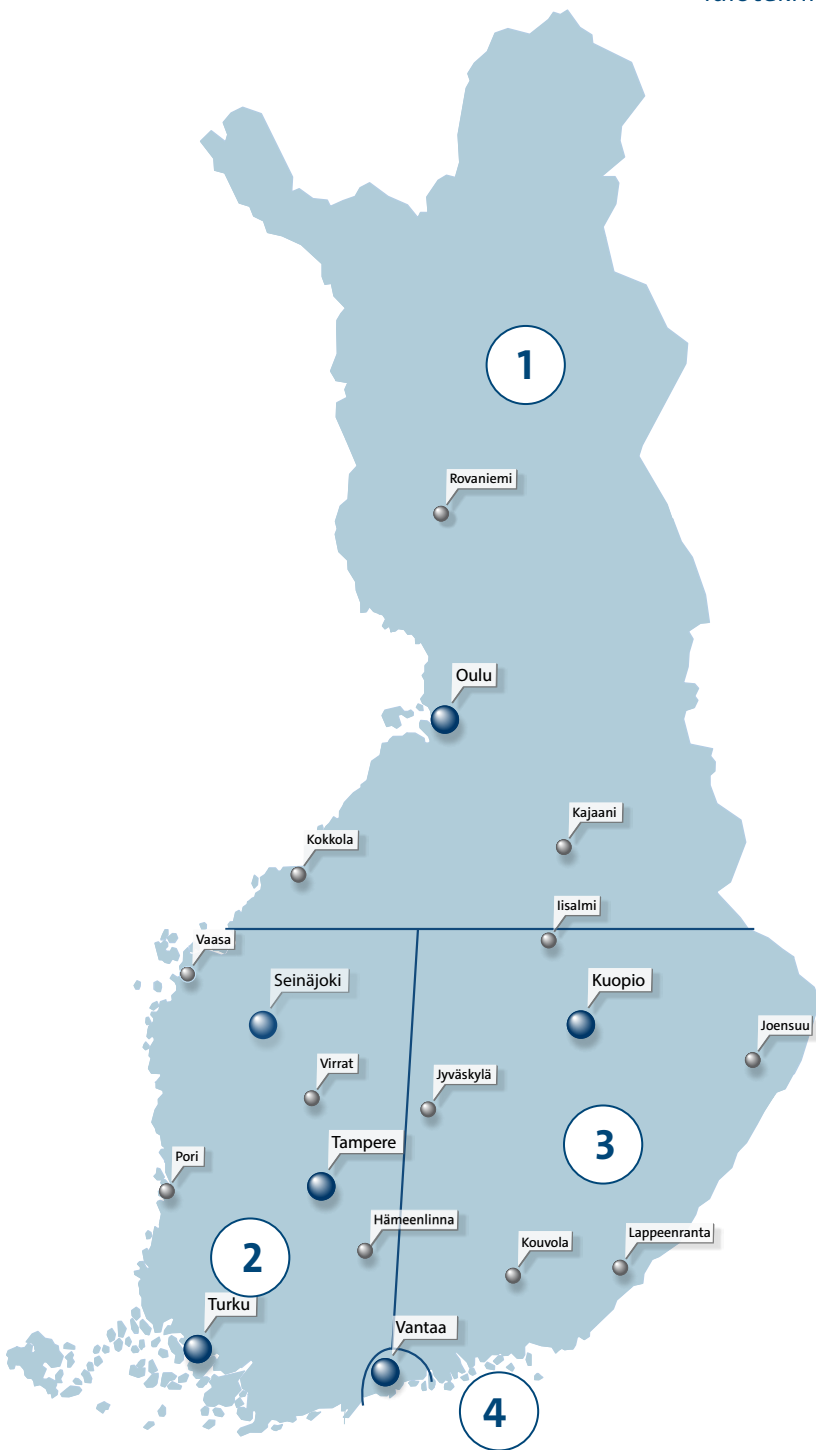 1
Rovaniemi
Oulu
Kajaani
Kokkola
Iisalmi
Vaasa
Seinäjoki
Kuopio
Joensuu
Virrat
Jyväskylä
Tampere
3
Pori
Hämeenlinna
Lappeenranta
Kouvola
2
Turku
Vantaa
4